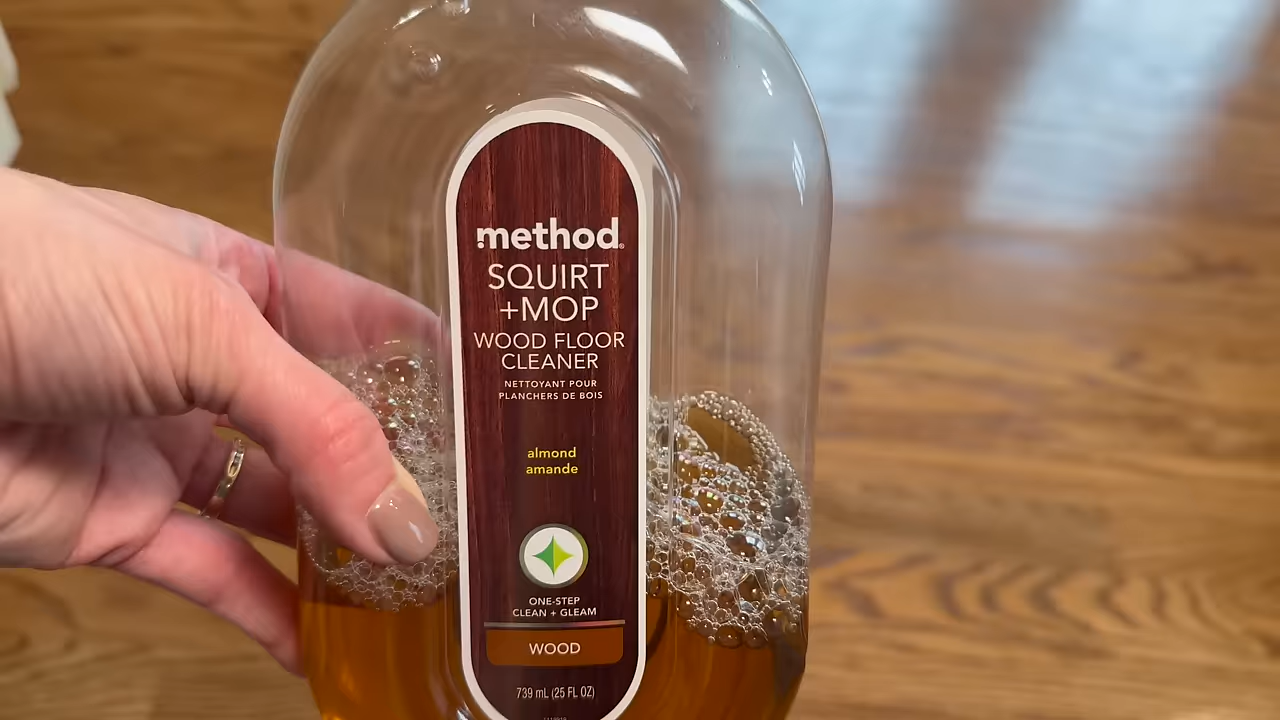 method®
SQUIRT
+MOP
WOOD FLOOR
CLEANER
NETTOYANT POUR
PLANCHERS DE BOIS
almond
amande
ONE-STEP
CLEAN + GLEAM
WOOD
739 mL (25 FL OZ)